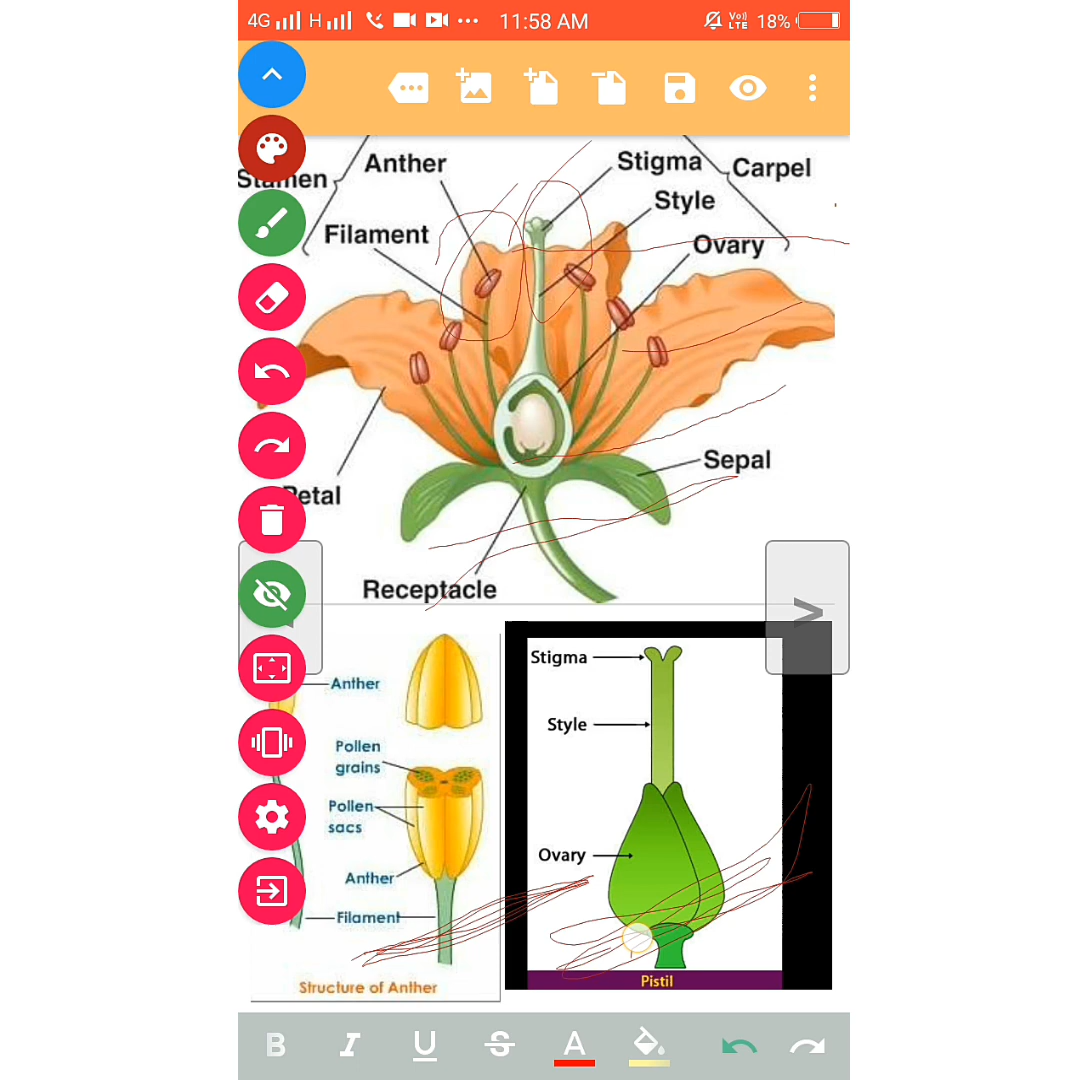 4G H 11:58 AM VoLTE 18%
Anther Stigma Carpel
Stamen
Style
Filament Ovary
Sepal
Petal
Receptacle
Anther
Pollen
grains
Pollen
sacs
Anther
Filament
Structure of Anther
Stigma
Style
Ovary
Pistil
>
B I U S A